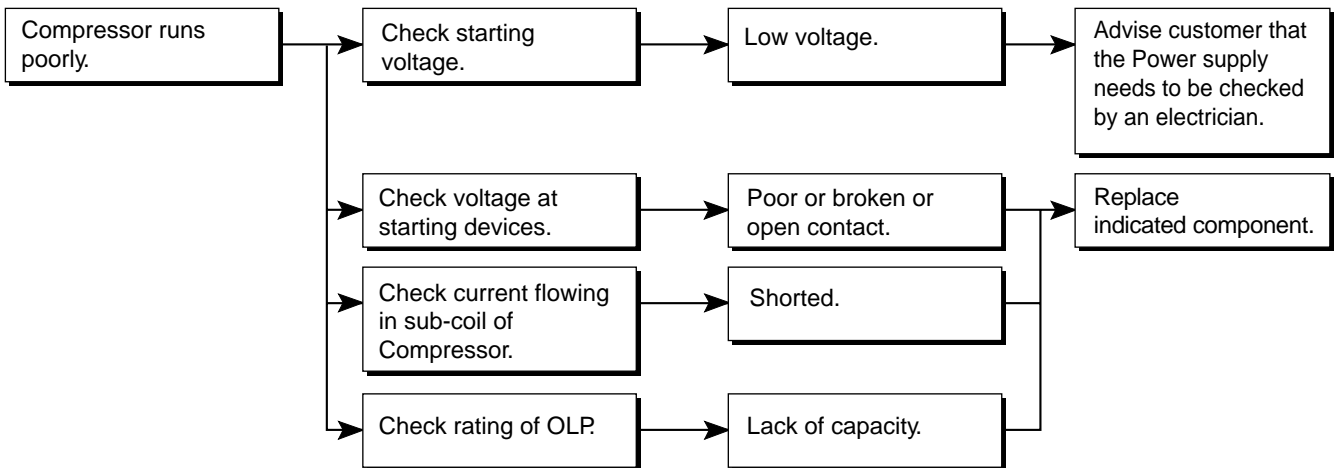 Compressor runs
poorly.
Check starting
voltage.
Low voltage.
Advise customer that
the Power supply
needs to be checked
by an electrician.
Check voltage at
starting devices.
Poor or broken or
open contact.
Replace
indicated component.
Check current flowing
in sub-coil of
Compressor.
Shorted.
Check rating of OLP.
Lack of capacity.